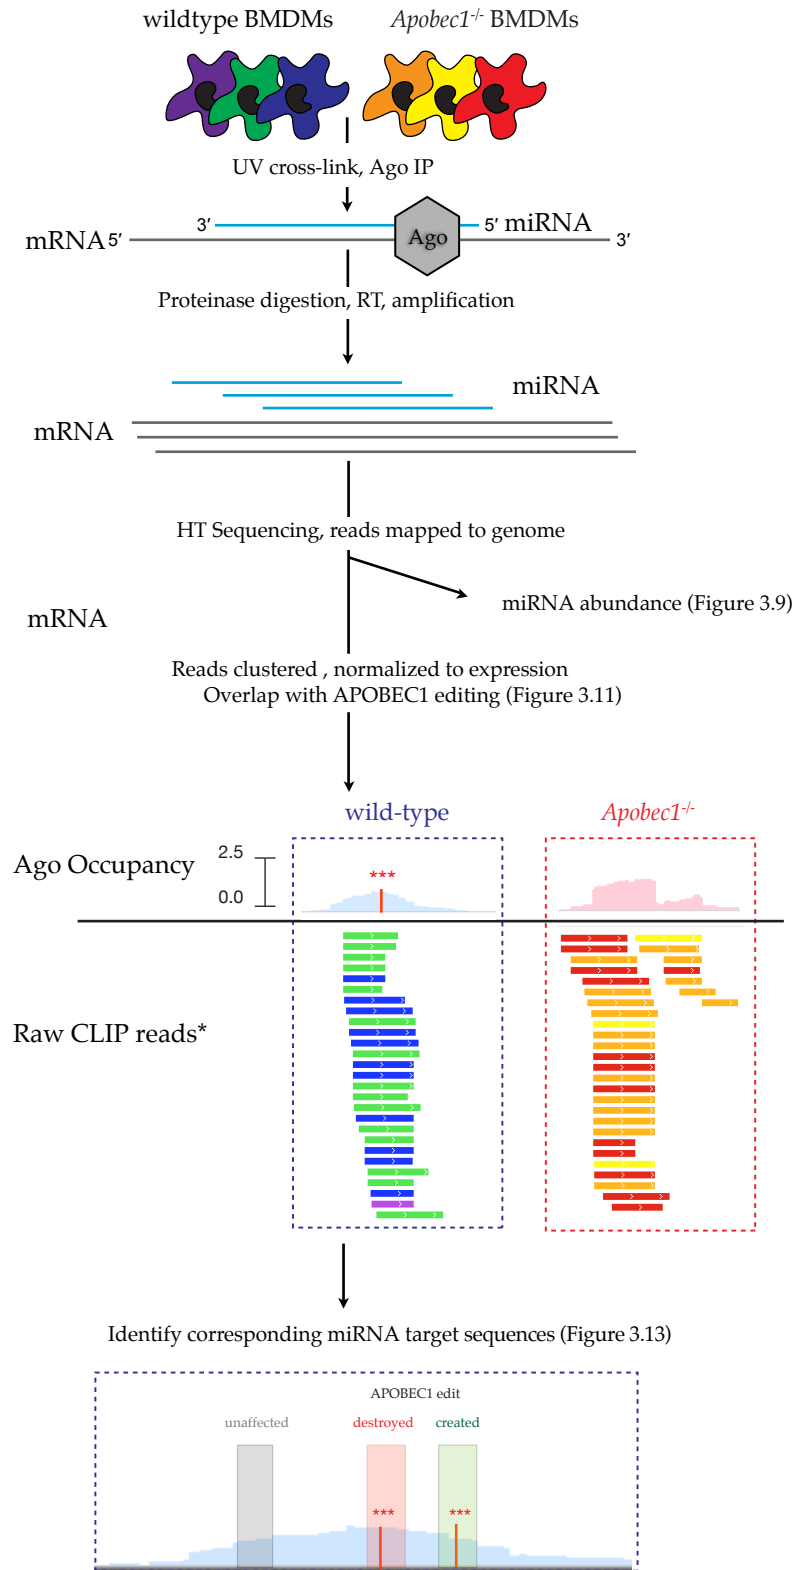 wildtype BMDMs Apobec1-/- BMDMs
UV cross-link, Ago IP
3′ Ago 5′ miRNA
mRNA 5′ 3′
Proteinase digestion, RT, amplification
miRNA
mRNA
HT Sequencing, reads mapped to genome
miRNA abundance (Figure 3.9)
mRNA
Reads clustered , normalized to expression
Overlap with APOBEC1 editing (Figure 3.11)
wild-type Apobec1-/-
Ago Occupancy 2.5
0.0
***
Raw CLIP reads*
Identify corresponding miRNA target sequences (Figure 3.13)
APOBEC1 edit
unaffected destroyed created
*** ***